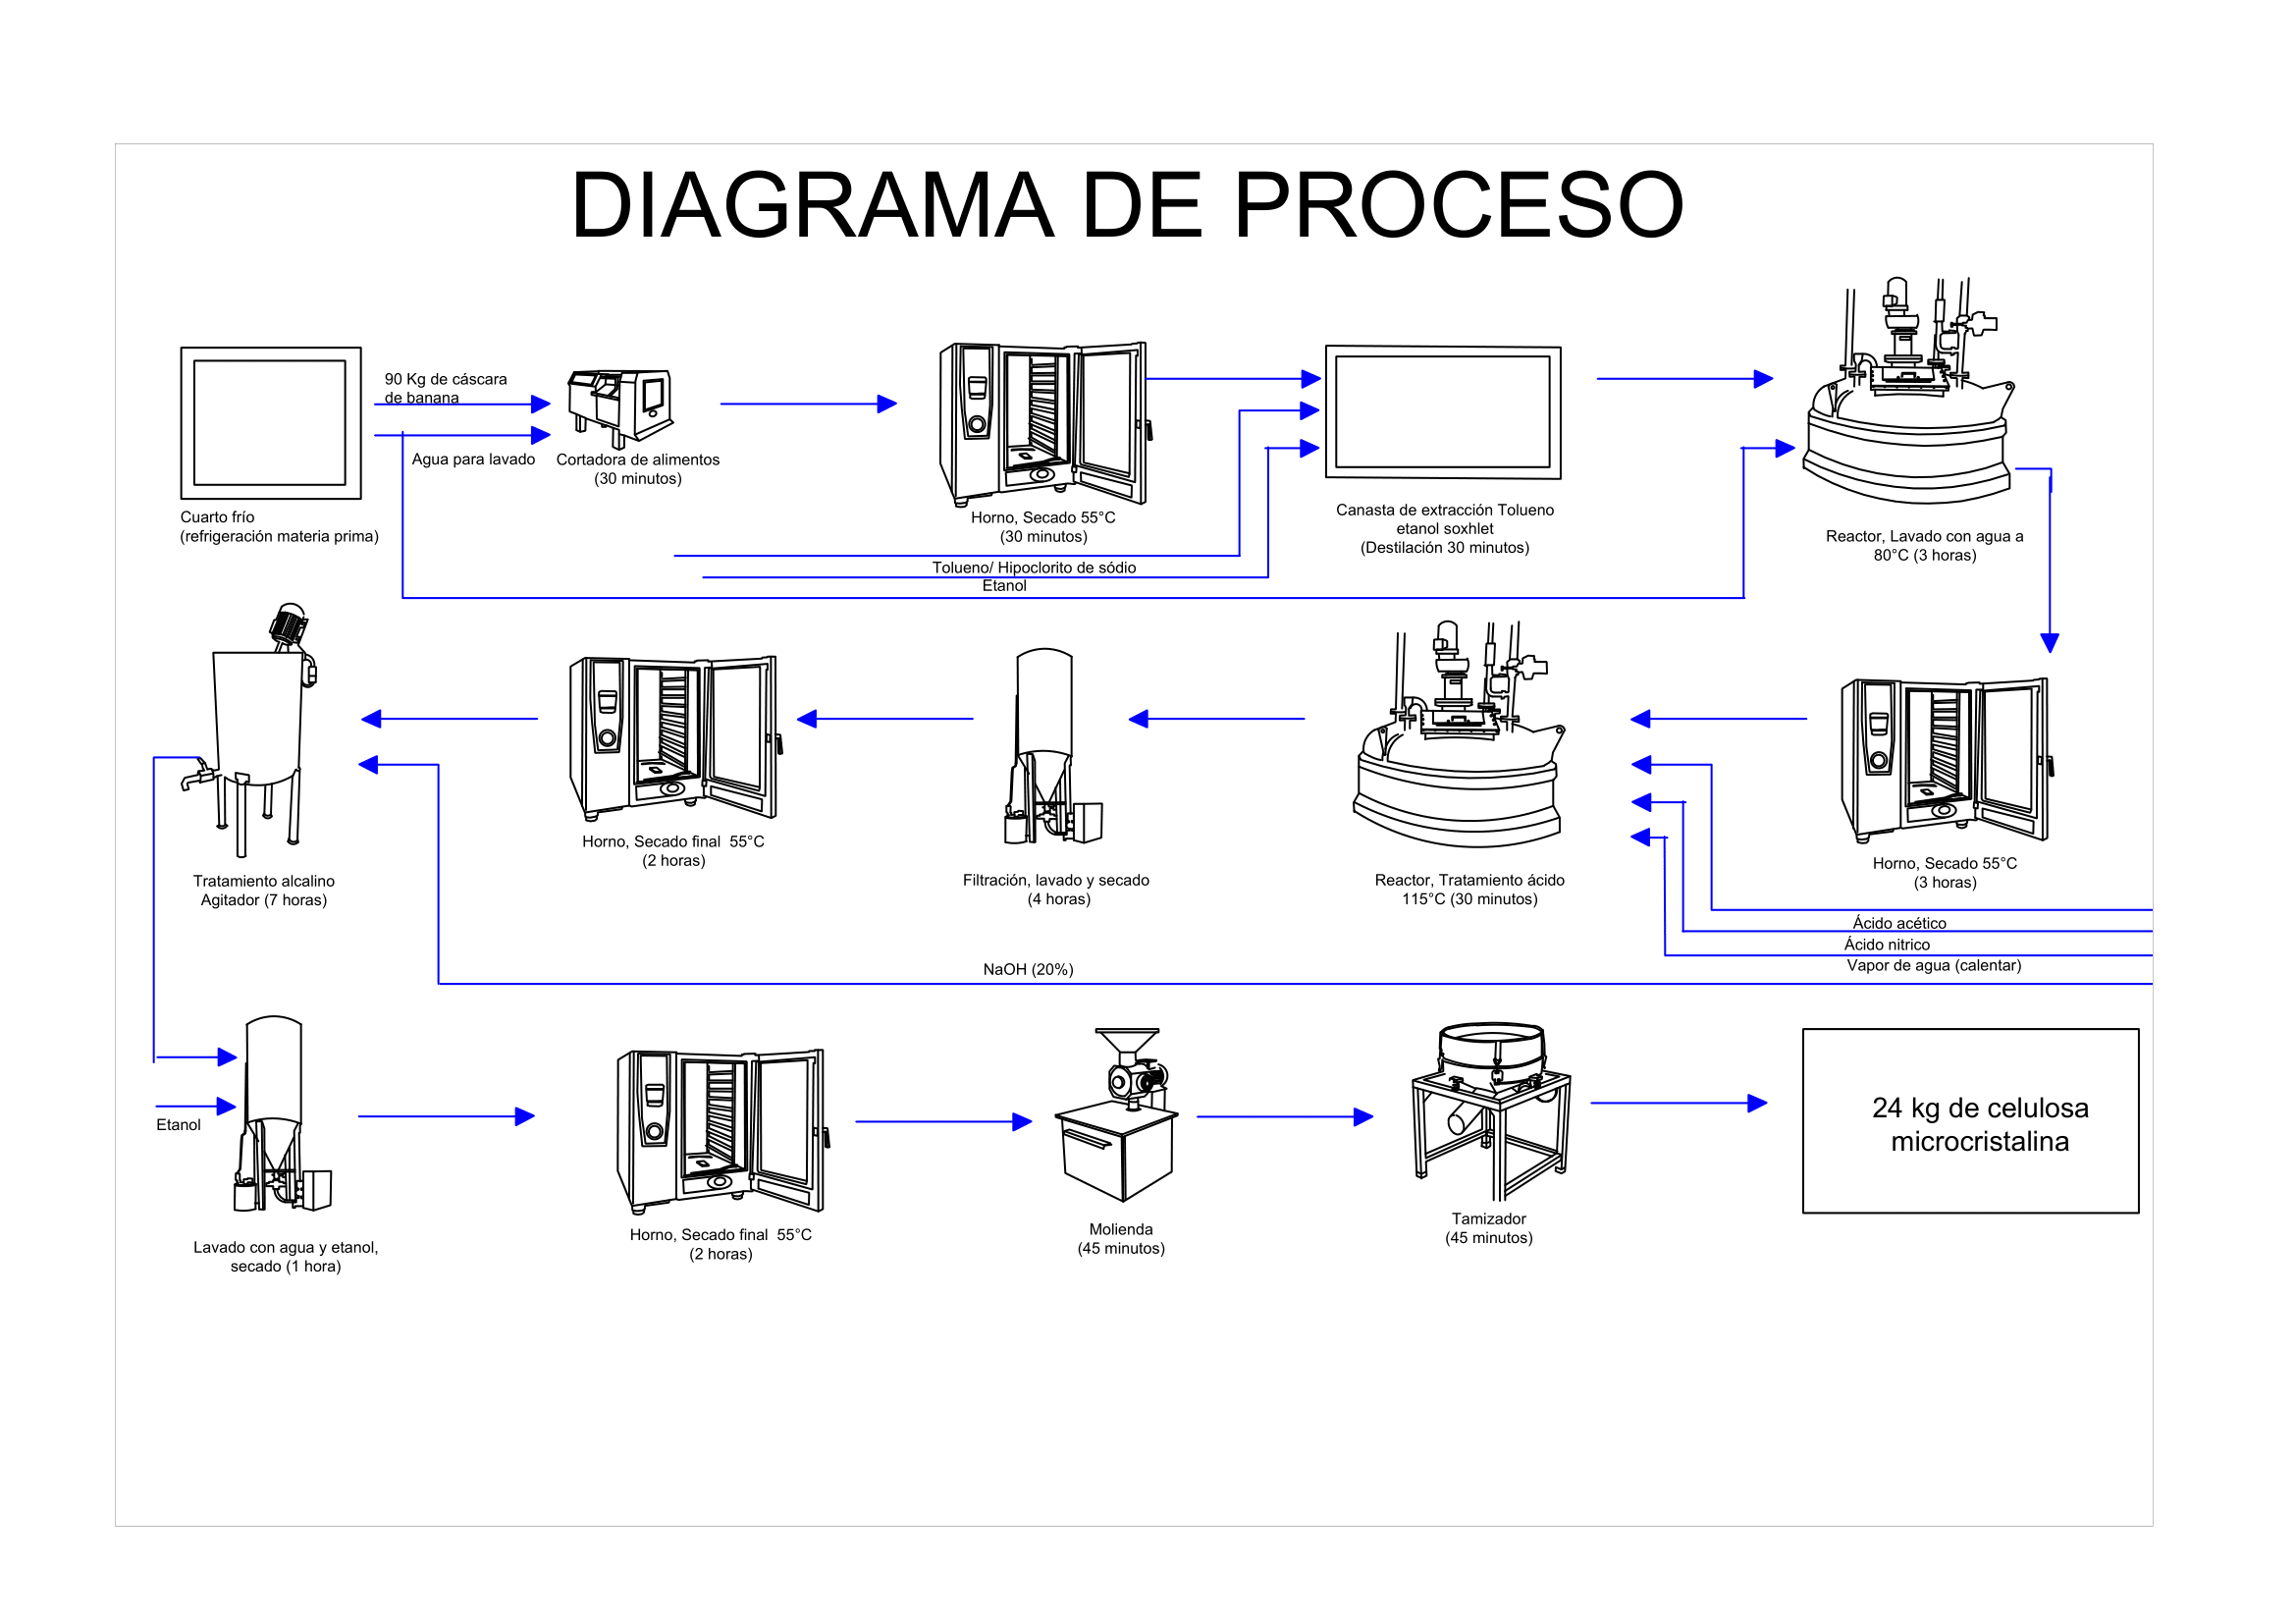 DIAGRAMA DE PROCESO
90 Kg de cáscara
de banana
Agua para lavado
Cortadora de alimentos
(30 minutos)
Cuarto frío
(refrigeración materia prima)
Horno, Secado 55°C
(30 minutos)
Canasta de extracción Tolueno
etanol soxhlet
(Destilación 30 minutos)
Reactor, Lavado con agua a
80°C (3 horas)
Tolueno/ Hipoclorito de sódio
Etanol
Tratamiento alcalino
Agitador (7 horas)
Horno, Secado final  55°C
(2 horas)
Filtración, lavado y secado
(4 horas)
Reactor, Tratamiento ácido
115°C (30 minutos)
Horno, Secado 55°C
(3 horas)
Ácido acético
Ácido nitrico
Vapor de agua (calentar)
NaOH (20%)
Etanol
Lavado con agua y etanol,
secado (1 hora)
Horno, Secado final  55°C
(2 horas)
Molienda
(45 minutos)
Tamizador
(45 minutos)
24 kg de celulosa
microcristalina